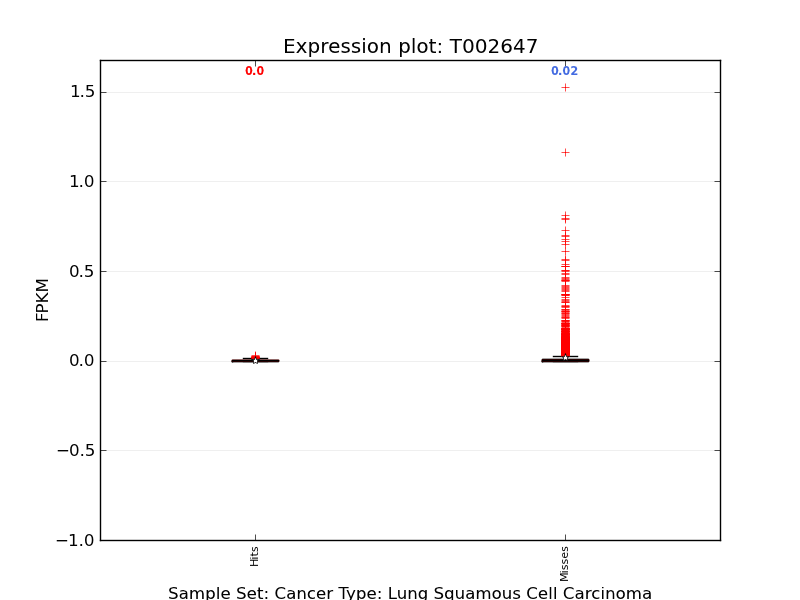 Expression plot: T002647
0.0
0.02
1.5
1.0
0.5
0.0
−0.5
−1.0
FPKM
Hits
Misses
Sample Set: Cancer Type: Lung Squamous Cell Carcinoma